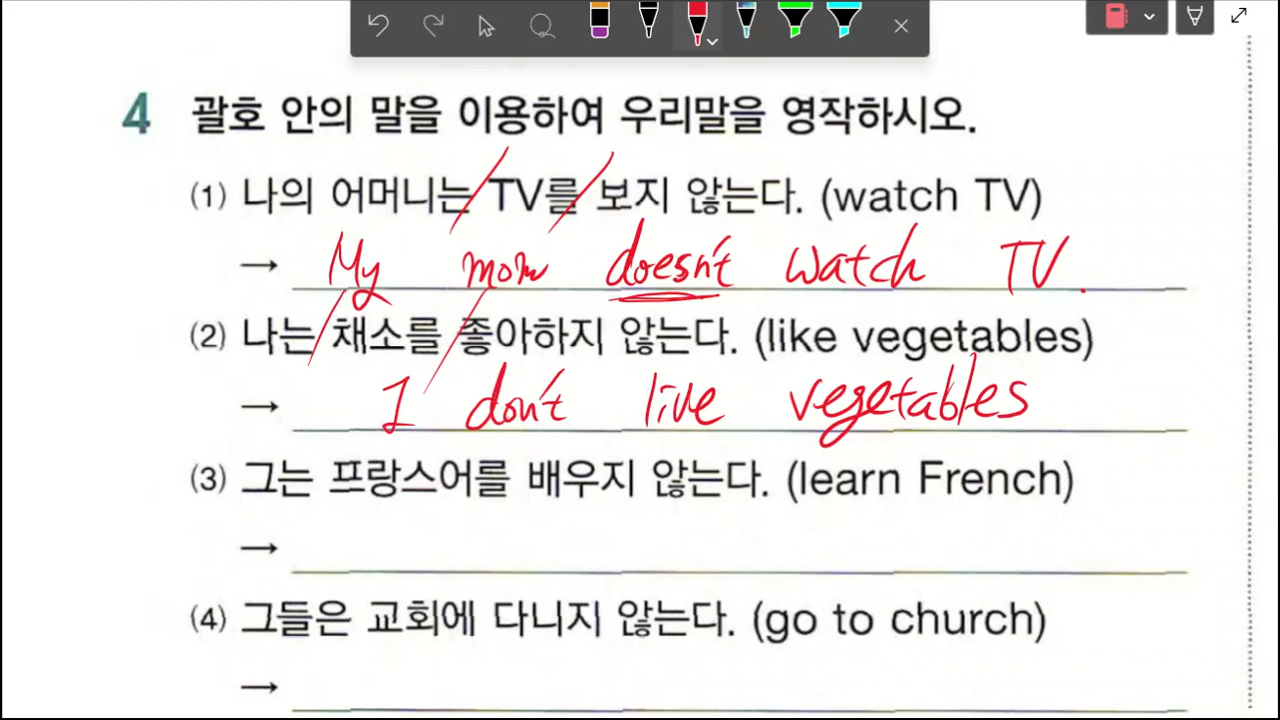 4 괄호 안의 말을 이용하여 우리말을 영작하시오.
(1) 나의 어머니는 TV를 보지 않는다. (watch TV)
→ My mom doesn't watch TV.
(2) 나는 채소를 좋아하지 않는다. (like vegetables)
→ I don't like vegetables
(3) 그는 프랑스어를 배우지 않는다. (learn French)
→
(4) 그들은 교회에 다니지 않는다. (go to church)
→